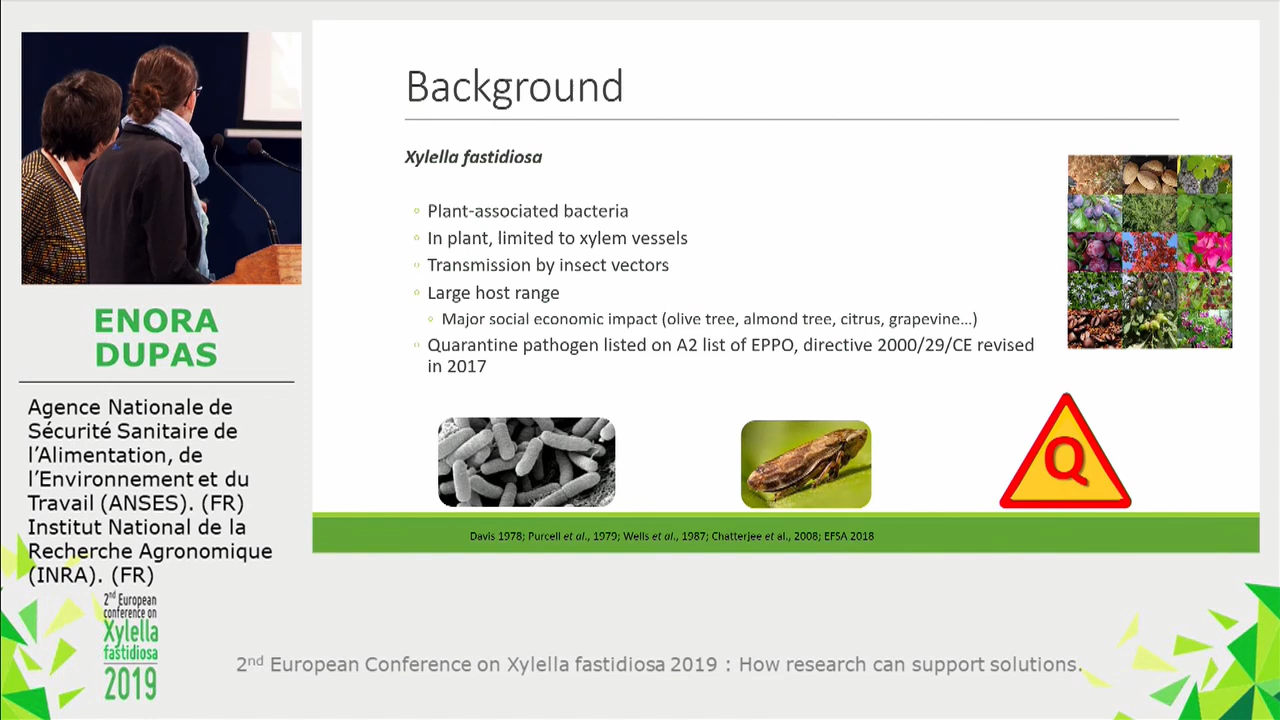 Background
Xylella fastidiosa
Plant-associated bacteria
In plant, limited to xylem vessels
Transmission by insect vectors
Large host range
Major social economic impact (olive tree, almond tree, citrus, grapevine…)
Quarantine pathogen listed on A2 list of EPPO, directive 2000/29/CE revised
in 2017
Q
Davis 1978; Purcell et al., 1979; Wells et al., 1987; Chatterjee et al., 2008; EFSA 2018
ENORA
DUPAS
Agence Nationale de
Sécurité Sanitaire de
l’Alimentation, de
l’Environnement et du
Travail (ANSES). (FR)
Institut National de la
Recherche Agronomique
(INRA). (FR)
2nd European
conference on
Xylella
fastidiosa
2019
2nd European Conference on Xylella fastidiosa 2019 : How research can support solutions.